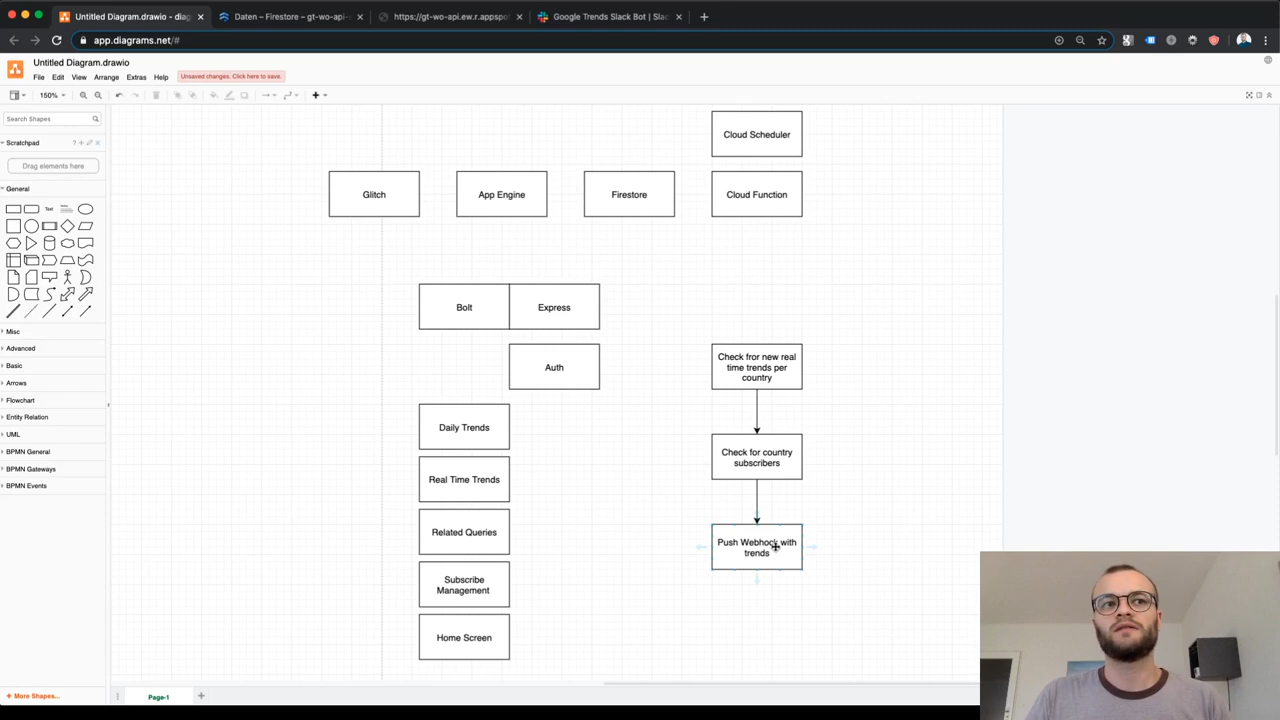 Untitled Diagram.drawio - diag
Daten – Firestore – gt-wo-api-
https://gt-wo-api.ew.r.appspo
Google Trends Slack Bot | Slac
app.diagrams.net/#
Untitled Diagram.drawio
File Edit View Arrange Extras Help
Unsaved changes. Click here to save.
150%
Search Shapes
Scratchpad
Drag elements here
General
Text
Misc
Advanced
Basic
Arrows
Flowchart
Entity Relation
UML
BPMN General
BPMN Gateways
BPMN Events
+ More Shapes...
Cloud Scheduler
Glitch
App Engine
Firestore
Cloud Function
Bolt
Express
Auth
Daily Trends
Real Time Trends
Related Queries
Subscribe
Management
Home Screen
Check fror new real
time trends per
country
Check for country
subscribers
Push Webhock with
trends
Page-1